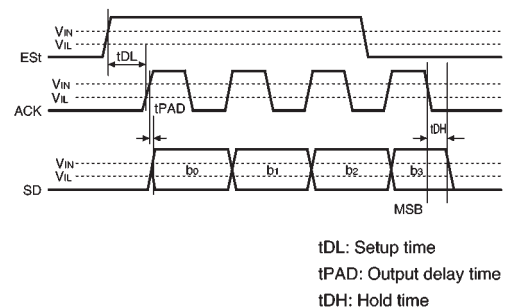 VIN
VIL
ESt
tDL
VIN
VIL
ACK
tPAD
tDH
VIN
VIL
SD
b0
b1
b2
b3
MSB
tDL: Setup time
tPAD: Output delay time
tDH: Hold time